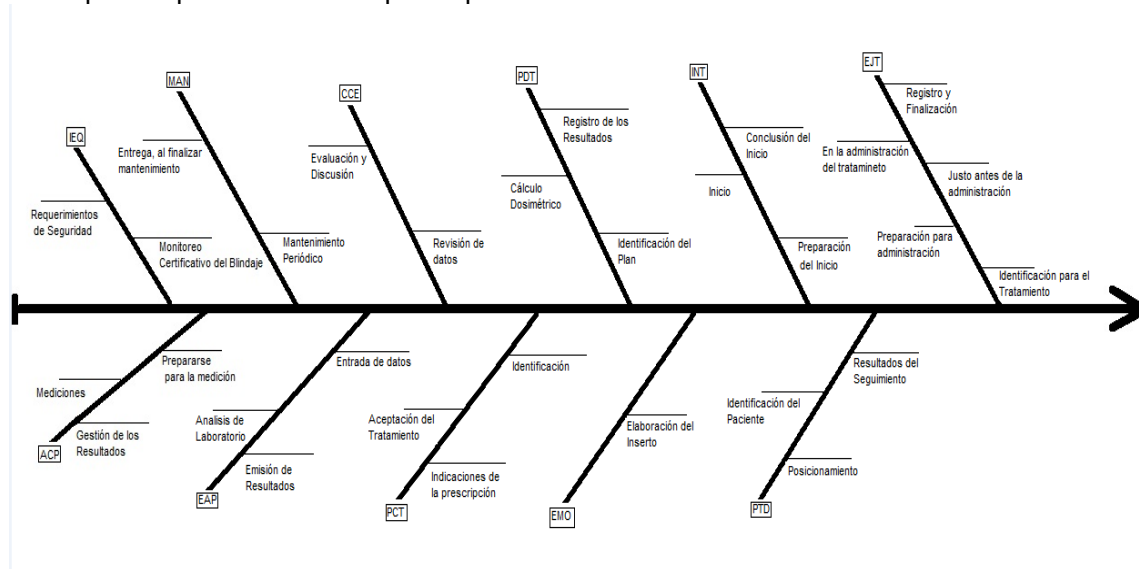 IEQ
Requerimientos
de Seguridad
Monitoreo
Certificativo del Blindaje
MAN
Entrega, al finalizar
mantenimiento
Mantenimiento
Periódico
CCE
Evaluación y
Discusión
Revisión de
datos
PDT
Registro de los
Resultados
Cálculo
Dosimétrico
Identificación del
Plan
INT
Conclusión del
Inicio
Inicio
Preparación
del Inicio
EJT
Registro y
Finalización
En la administración
del tratamineto
Justo antes de la
administración
Preparación para
administración
Identificación para el
Tratamiento
Prepararse
para la medición
Mediciones
Gestión de los
Resultados
ACP
Entrada de datos
Analisis de
Laboratorio
Emisión de
Resultados
EAP
Identificación
Aceptación del
Tratamiento
Indicaciones de
la prescripción
PCT
Elaboración del
Inserto
EMO
Resultados del
Seguimiento
Identificación del
Paciente
Posicionamiento
PTD